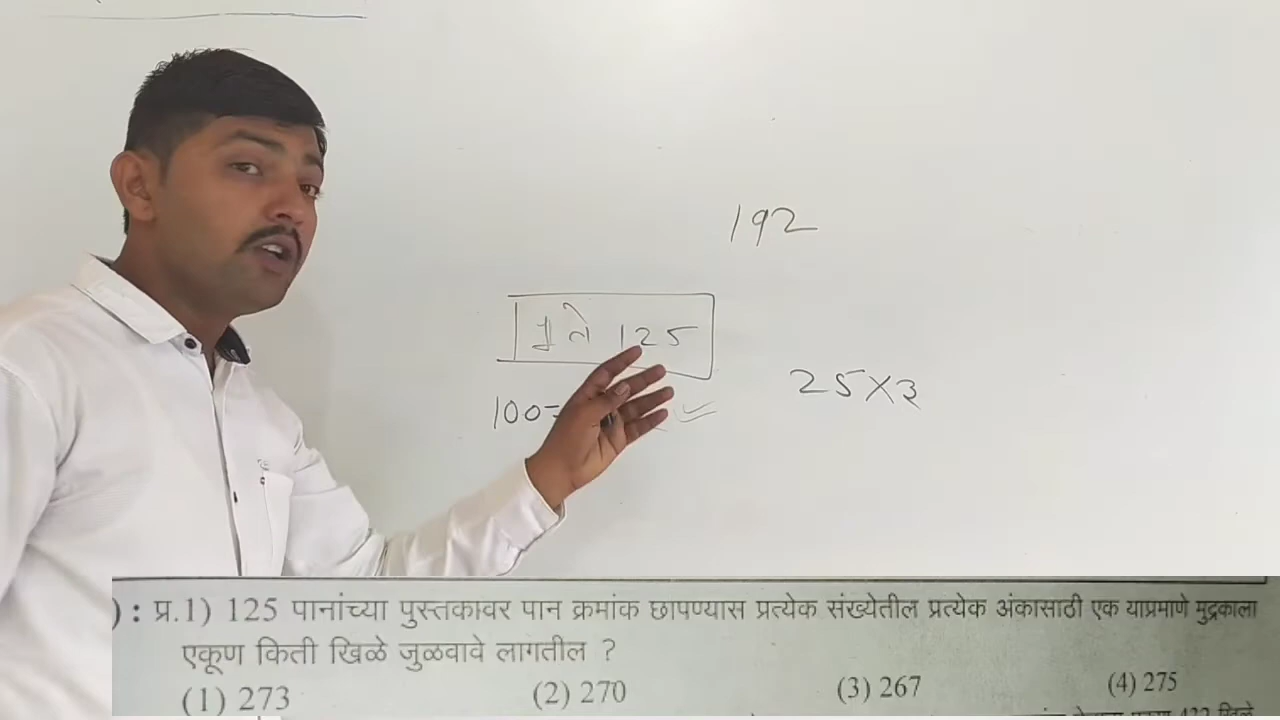 192
1 ते 125
100=
25×3
) : प्र.1) 125 पानांच्या पुस्तकावर पान क्रमांक छापण्यास प्रत्येक संख्येतील प्रत्येक अंकासाठी एक याप्रमाणे मुद्रकाला
एकूण किती खिळे जुळवावे लागतील ?
(1) 273 (2) 270 (3) 267 (4) 275